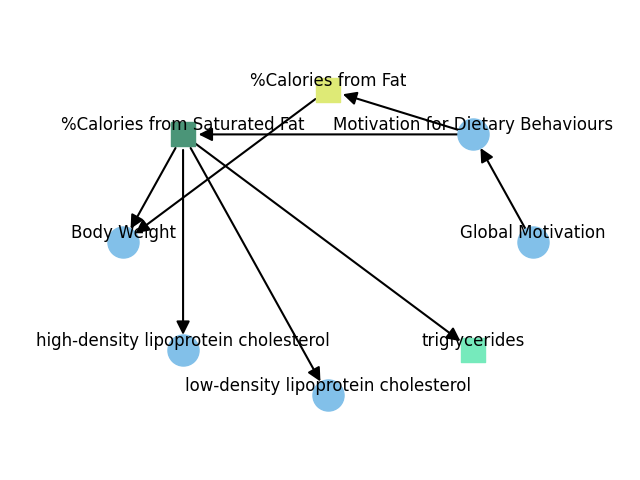 %Calories from Fat
%Calories from Saturated Fat
Motivation for Dietary Behaviours
Body Weight
Global Motivation
high-density lipoprotein cholesterol
triglycerides
low-density lipoprotein cholesterol